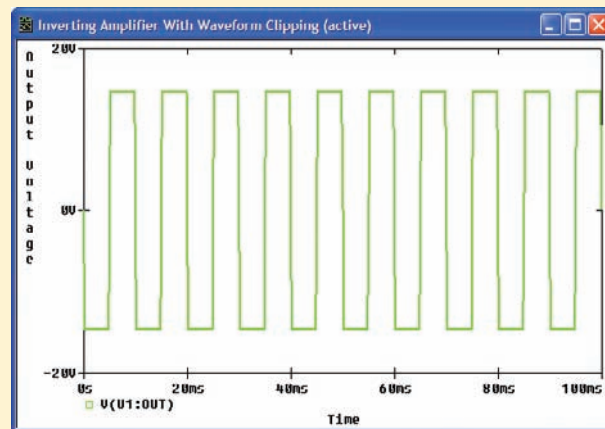 Inverting Amplifier With Waveform Clipping (active)
Output Voltage
20V
0V
-20V
0s 20ms 40ms 60ms 80ms 100ms
V(U1:OUT)
Time